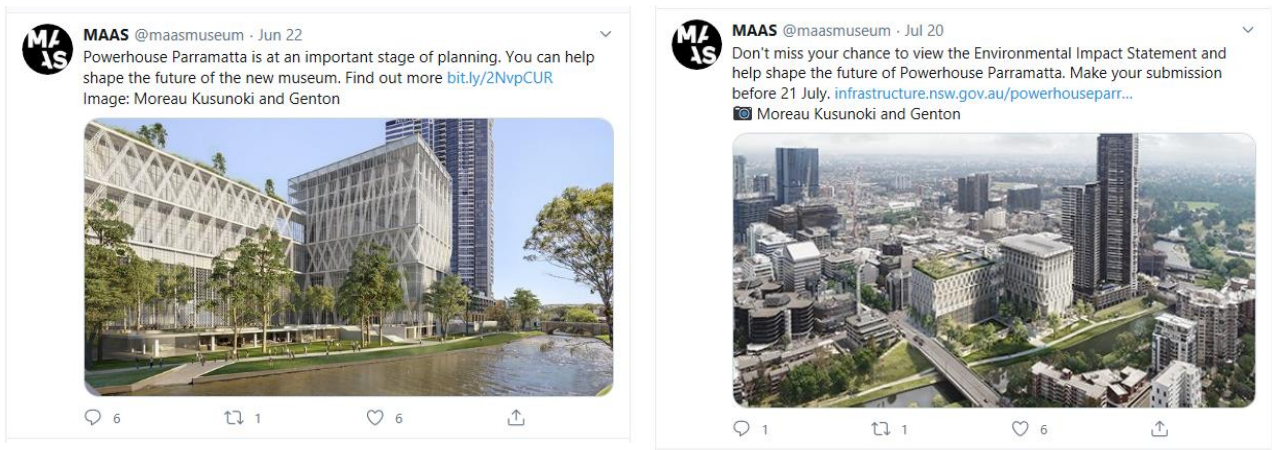 MAAS @maasmuseum · Jun 22
Powerhouse Parramatta is at an important stage of planning. You can help
shape the future of the new museum. Find out more bit.ly/2NvpCUR
Image: Moreau Kusunoki and Genton
6 1 6
MAAS @maasmuseum · Jul 20
Don't miss your chance to view the Environmental Impact Statement and
help shape the future of Powerhouse Parramatta. Make your submission
before 21 July. infrastructure.nsw.gov.au/powerhouseparr...
Moreau Kusunoki and Genton
1 1 6
MA
AS
MA
AS